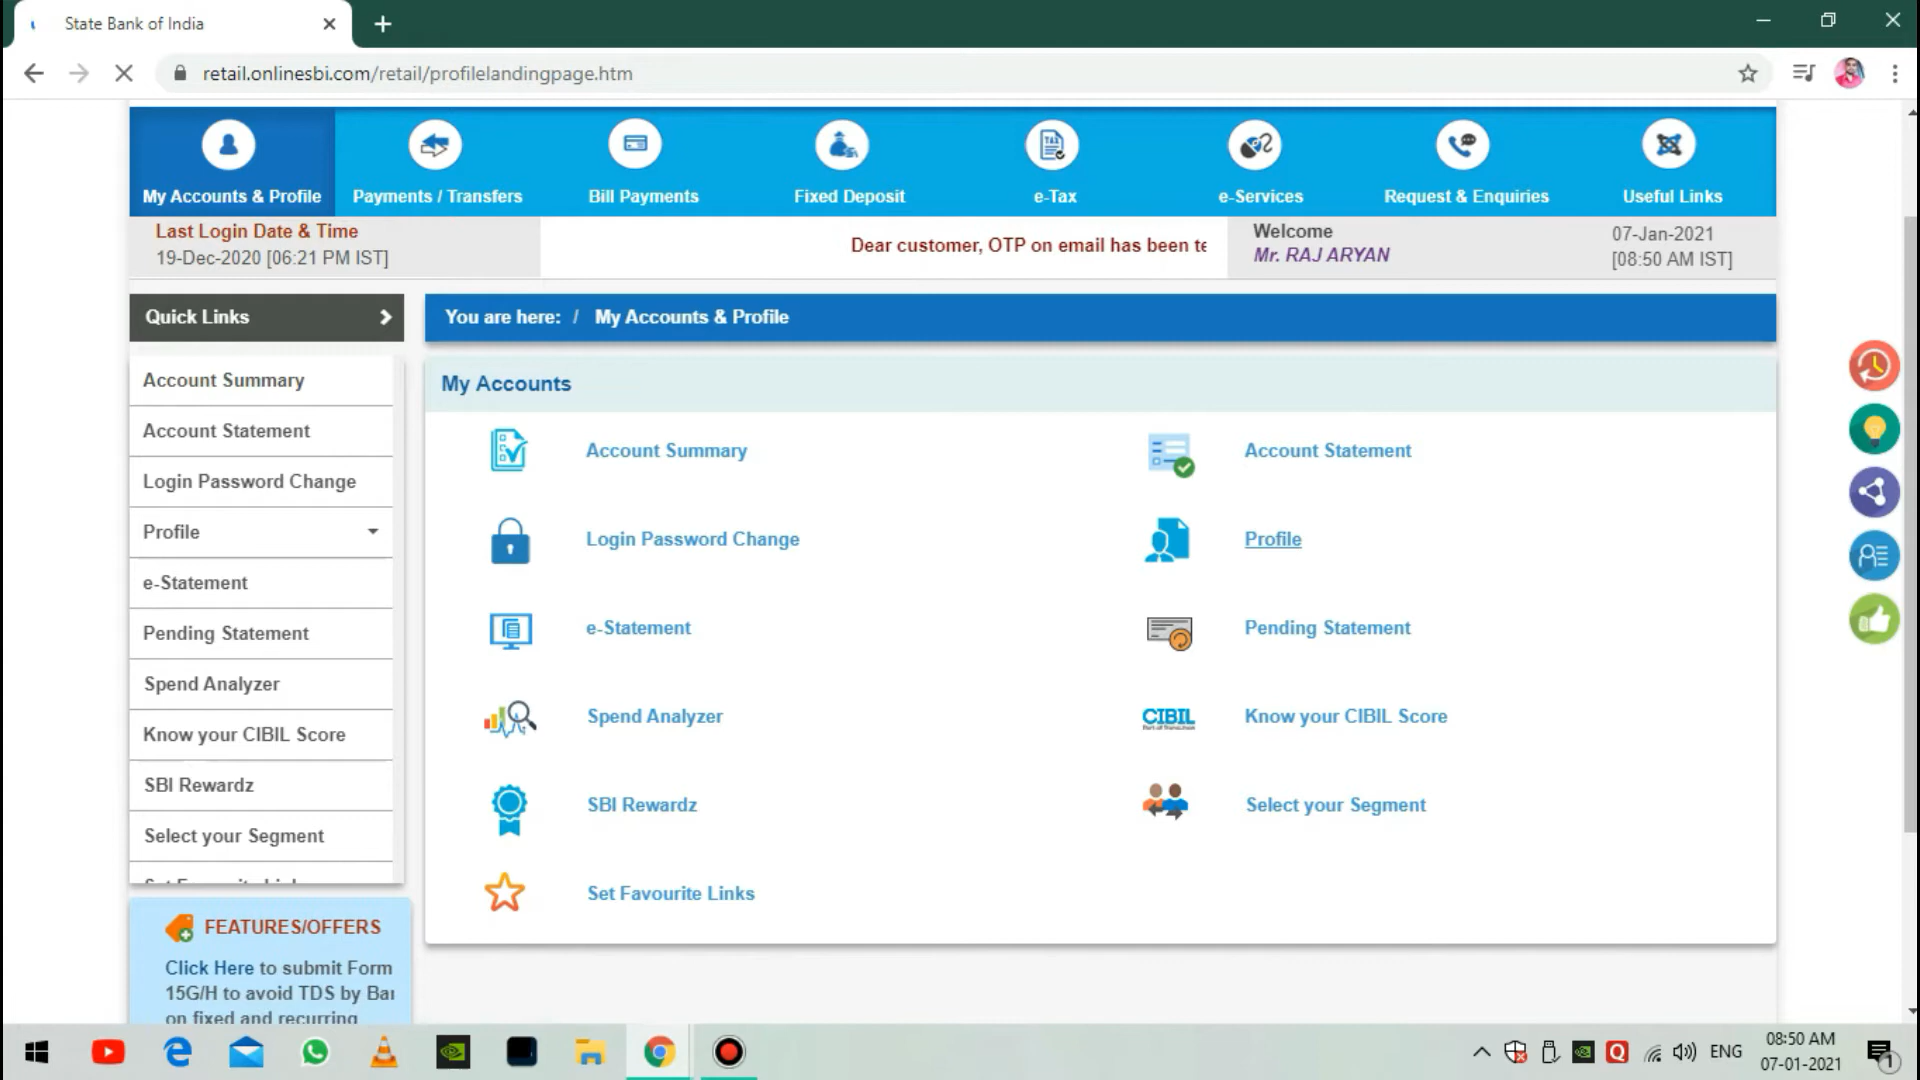 State Bank of India
retail.onlinesbi.com/retail/profilelandingpage.htm
My Accounts & Profile
Payments / Transfers
Bill Payments
Fixed Deposit
e-Tax
e-Services
Request & Enquiries
Useful Links
Last Login Date & Time
19-Dec-2020 [06:21 PM IST]
Dear customer, OTP on email has been te
Welcome
Mr. RAJ ARYAN
07-Jan-2021
[08:50 AM IST]
Quick Links
You are here: / My Accounts & Profile
Account Summary
Account Statement
Login Password Change
Profile
e-Statement
Pending Statement
Spend Analyzer
Know your CIBIL Score
SBI Rewardz
Select your Segment
My Accounts
Account Summary
Account Statement
Login Password Change
Profile
e-Statement
Pending Statement
Spend Analyzer
CIBIL
Know your CIBIL Score
SBI Rewardz
Select your Segment
Set Favourite Links
FEATURES/OFFERS
Click Here to submit Form
15G/H to avoid TDS by Ban
on fixed and recurring
ENG
08:50 AM
07-01-2021
1